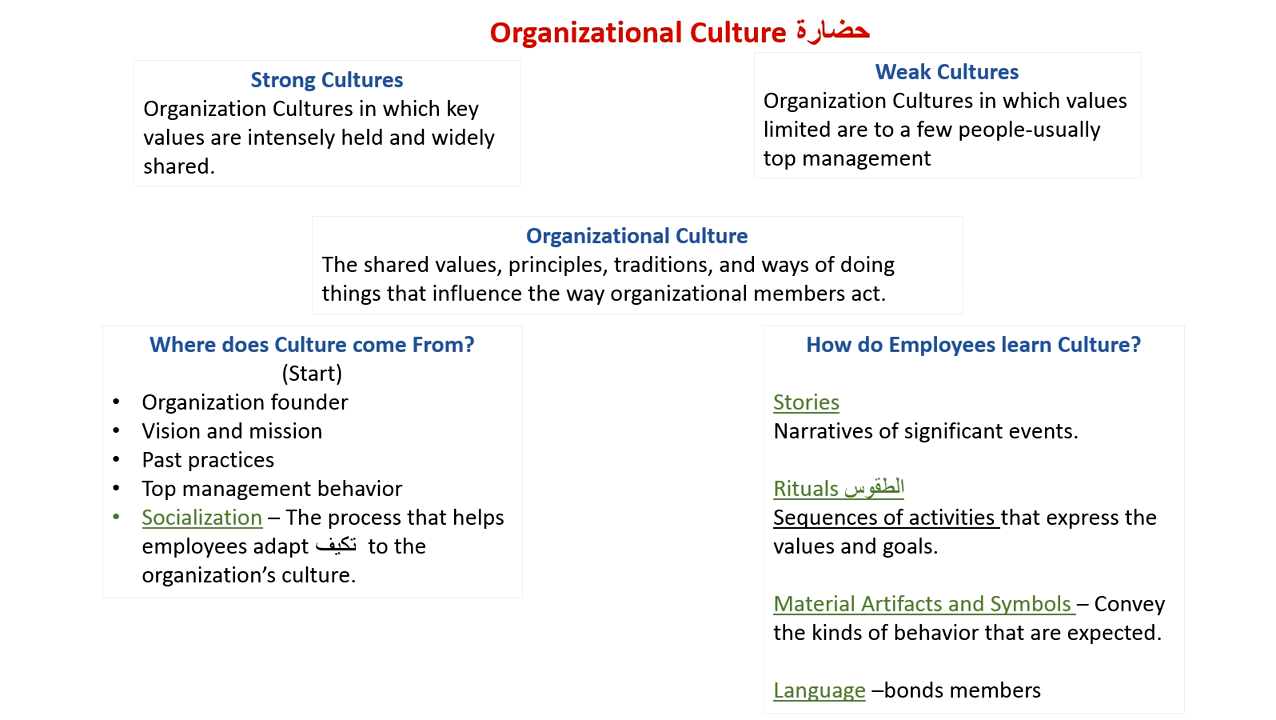 Organizational Culture حضارة
Strong Cultures
Organization Cultures in which key
values are intensely held and widely
shared.
Weak Cultures
Organization Cultures in which values
limited are to a few people-usually
top management
Organizational Culture
The shared values, principles, traditions, and ways of doing
things that influence the way organizational members act.
Where does Culture come From?
(Start)
• Organization founder
• Vision and mission
• Past practices
• Top management behavior
• Socialization – The process that helps
employees adapt تكيف to the
organization’s culture.
How do Employees learn Culture?
Stories
Narratives of significant events.
Rituals الطقوس
Sequences of activities that express the
values and goals.
Material Artifacts and Symbols – Convey
the kinds of behavior that are expected.
Language –bonds members